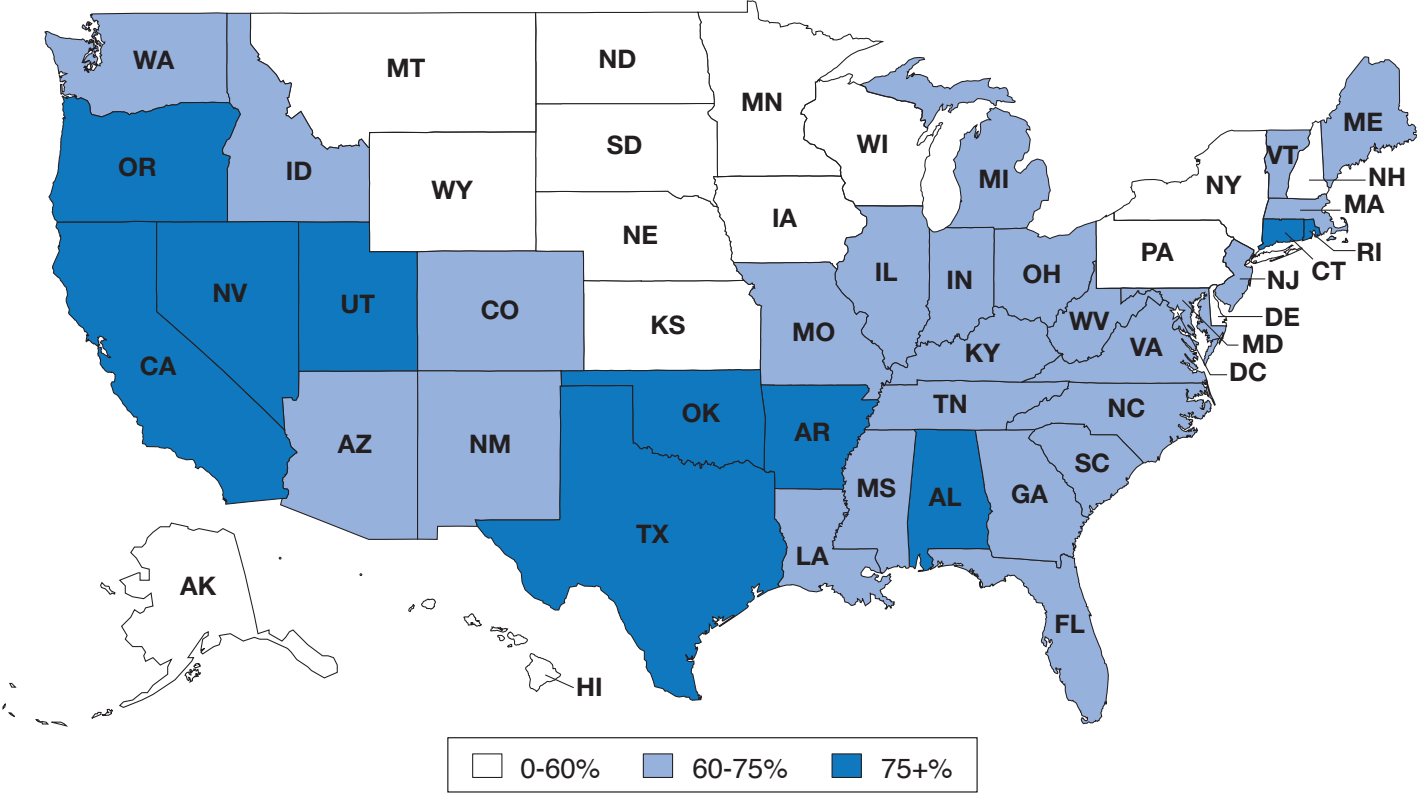 WA
MT
ND
MN
ME
OR
ID
SD
WI
MI
VT
NH
WY
NY
MA
IA
NE
PA
RI
CT
NV
UT
CO
IL
IN
OH
NJ
KS
MO
WV
DE
CA
KY
VA
MD
DC
AZ
NM
OK
AR
TN
NC
SC
MS
AL
GA
TX
LA
AK
FL
HI
0-60% 60-75% 75+%